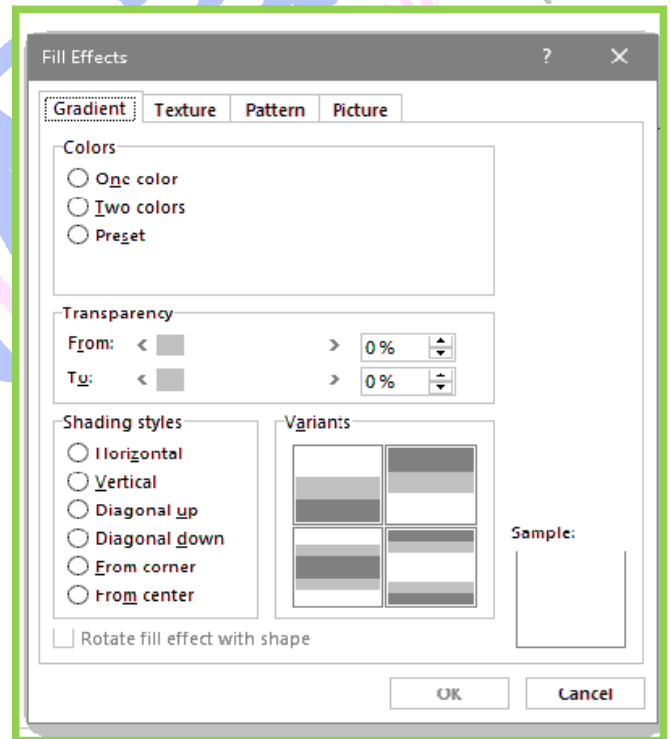 Fill Effects ? ×
Gradient Texture Pattern Picture
Colors
One color
Two colors
Preset
Transparency
From: < > 0 %
To: < > 0 %
Shading styles
Horizontal
Vertical
Diagonal up
Diagonal down
From corner
From center
Variants
Sample:
Rotate fill effect with shape
OK Cancel